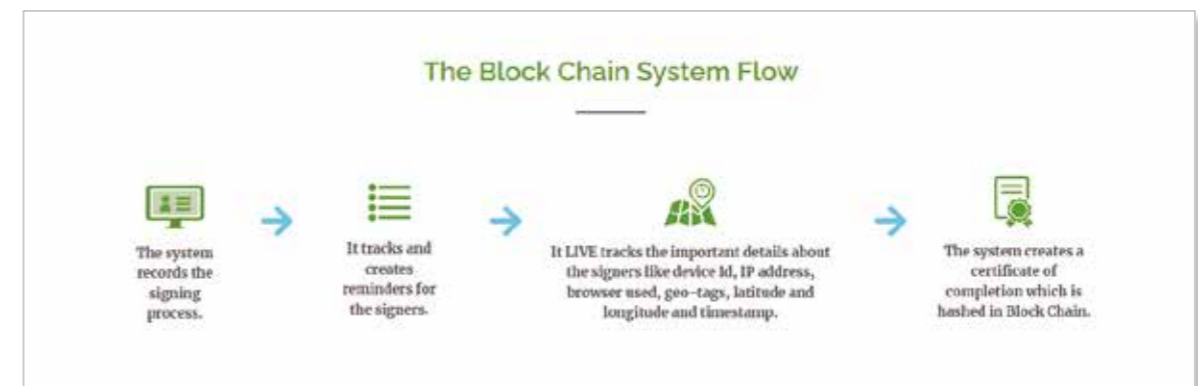 The Block Chain System Flow
The system
records the
signing
process.
It tracks and
creates
reminders for
the signers.
It LIVE tracks the important details about
the signers like device Id, IP address,
browser used, geo-tags, latitude and
longitude and timestamp.
The system creates a
certificate of
completion which is
hashed in Block Chain.